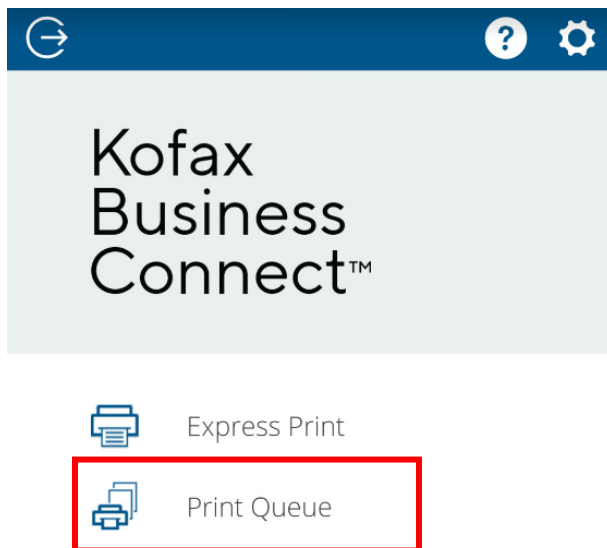 ?
Kofax
Business
Connect™
Express Print
Print Queue